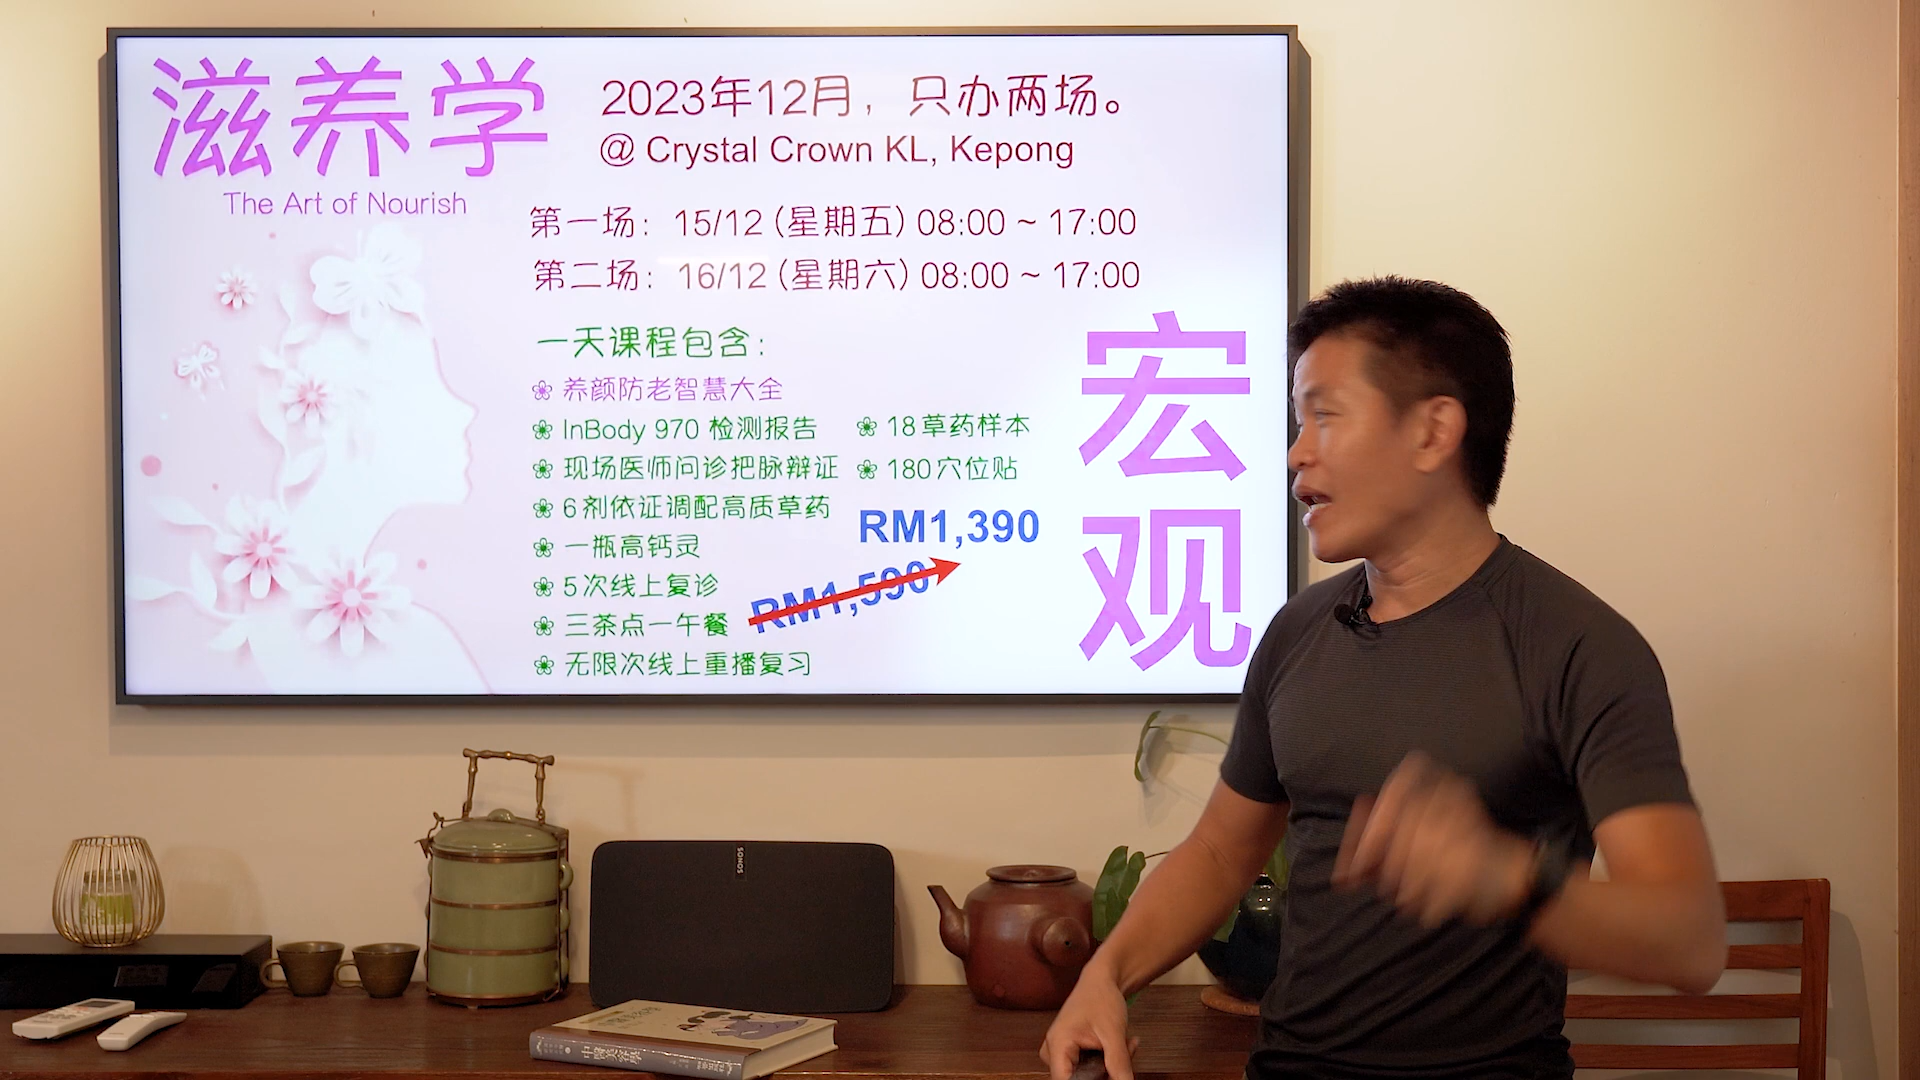 滋养学
The Art of Nourish
2023年12月，只办两场。
@ Crystal Crown KL, Kepong
第一场：15/12 (星期五) 08:00 ~ 17:00
第二场：16/12 (星期六) 08:00 ~ 17:00
一天课程包含：
养颜防老智慧大全
InBody 970 检测报告
现场医师问诊把脉辩证
6剂依证调配高质草药
一瓶高钙灵
5次线上复诊
三茶点一午餐
无限次线上重播复习
18草药样本
180穴位贴
RM1,390
RM1,590
宏观
SONOS